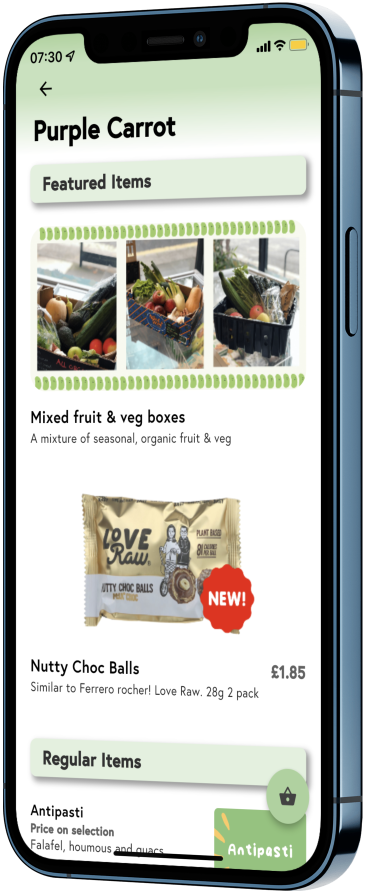 07:30
Purple Carrot
Featured Items
Mixed fruit & veg boxes
A mixture of seasonal, organic fruit & veg
LOVE
Raw.
PLANT BASED
NUTTY CHOC BALLS
NEW!
Nutty Choc Balls
£1.85
Similar to Ferrero rocher! Love Raw. 28g 2 pack
Regular Items
Antipasti
Price on selection
Falafel, houmous and guacs
Antipasti